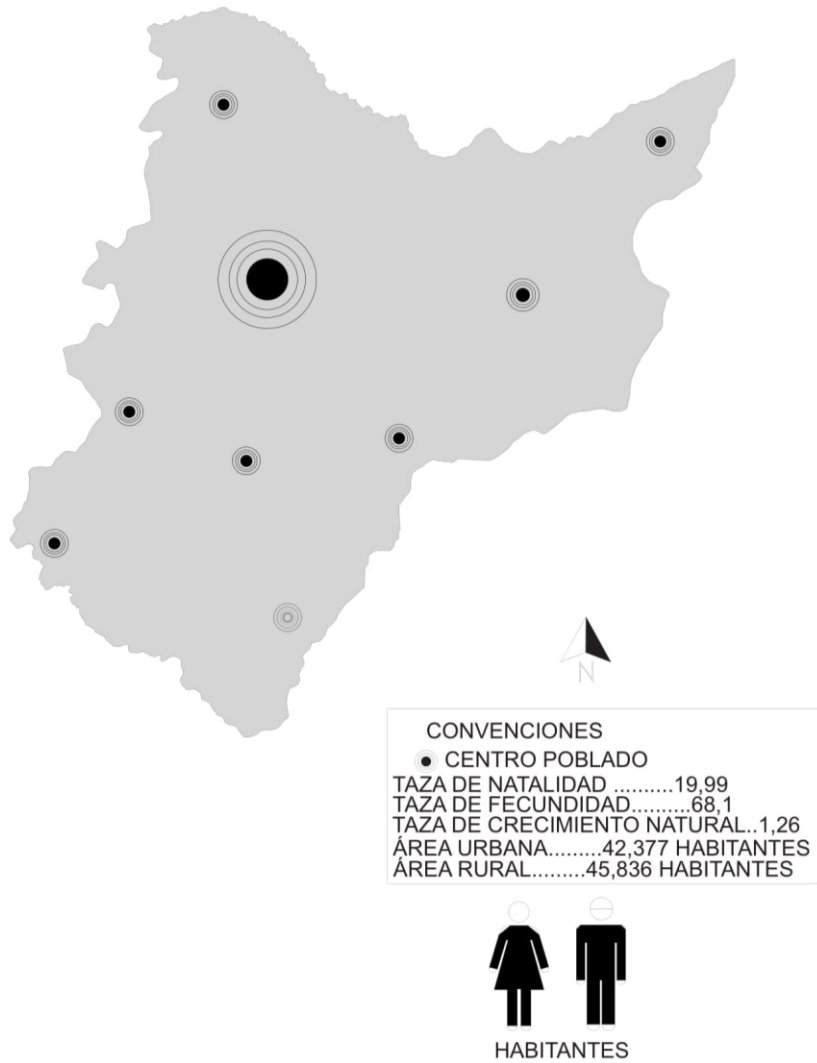 N
CONVENCIONES
CENTRO POBLADO
TAZA DE NATALIDAD ..........19,99
TAZA DE FECUNDIDAD..........68,1
TAZA DE CRECIMIENTO NATURAL..1,26
ÁREA URBANA.........42,377 HABITANTES
ÁREA RURAL.........45,836 HABITANTES
HABITANTES